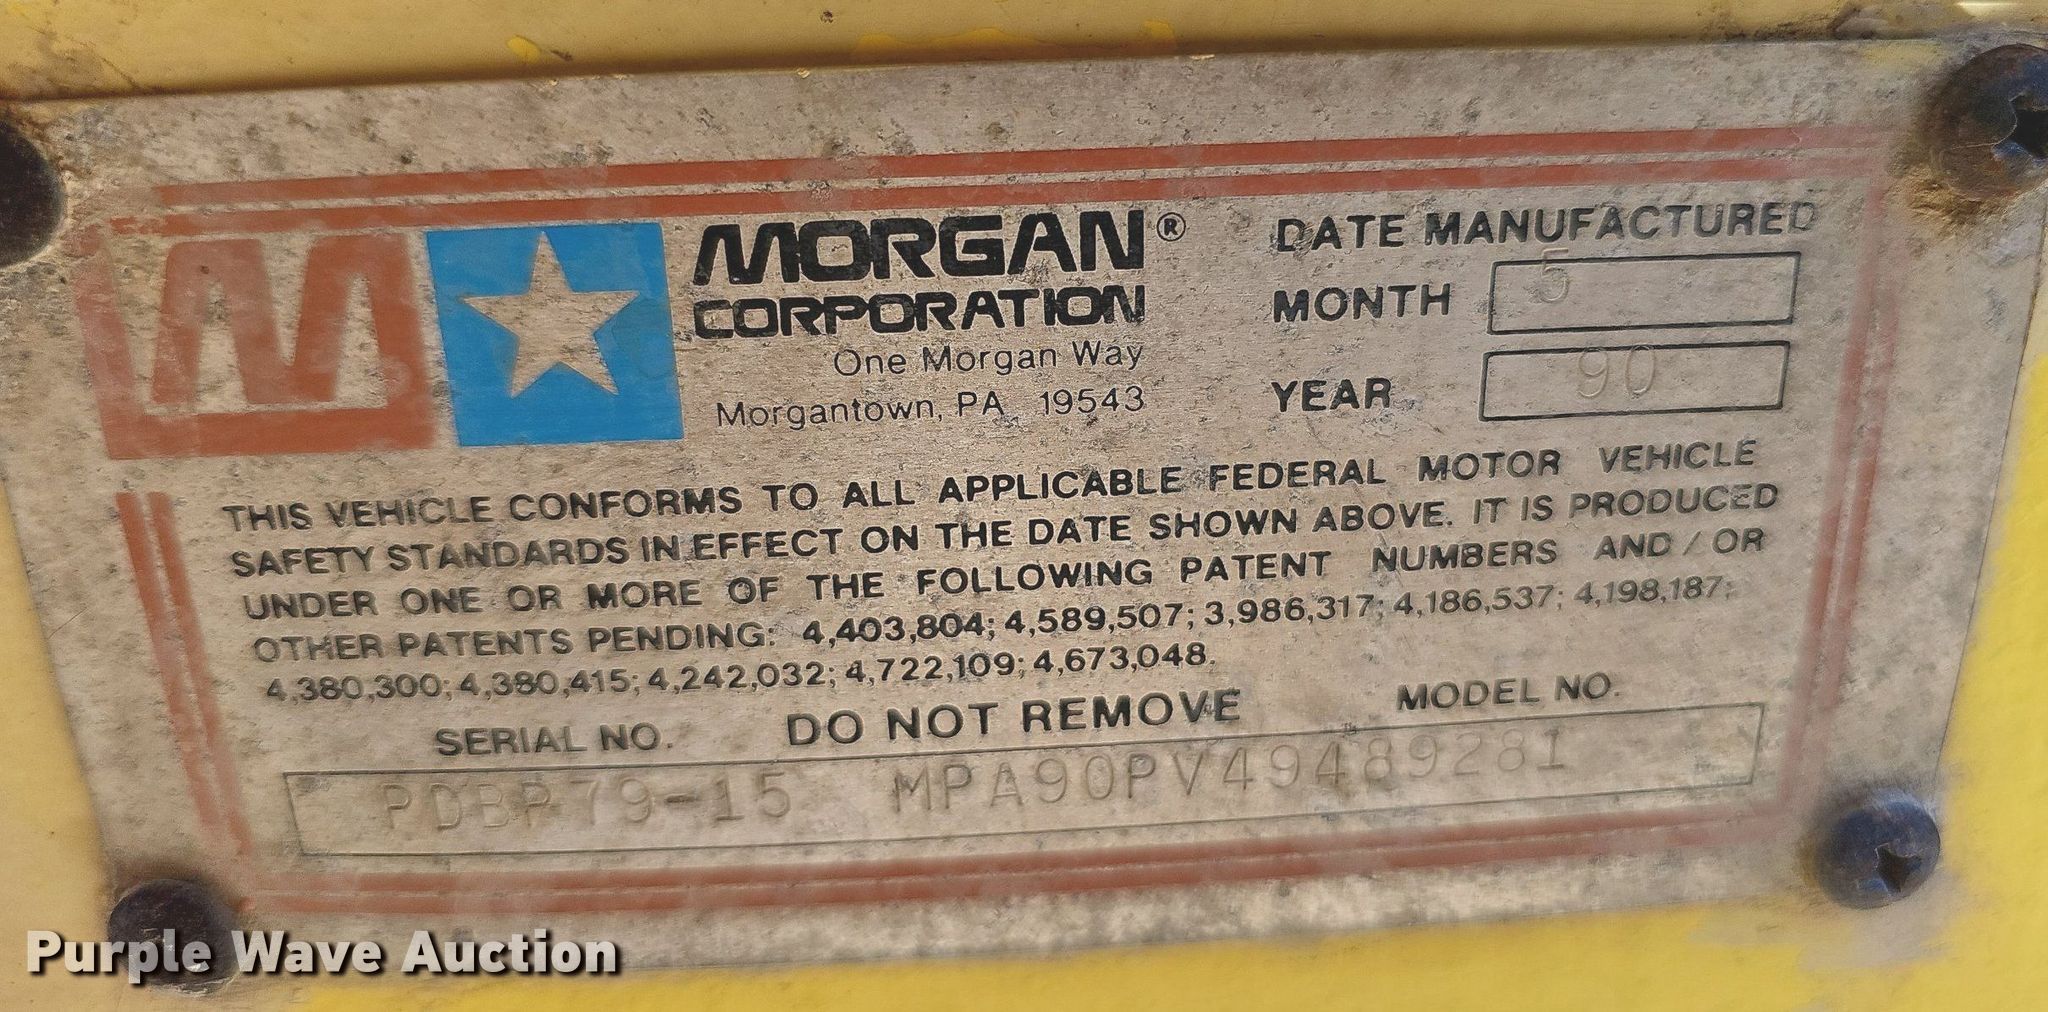 M
MORGAN®
CORPORATION
One Morgan Way
Morgantown, PA 19543
DATE MANUFACTURED
MONTH 5
YEAR 90
THIS VEHICLE CONFORMS TO ALL APPLICABLE FEDERAL MOTOR VEHICLE
SAFETY STANDARDS IN EFFECT ON THE DATE SHOWN ABOVE. IT IS PRODUCED
UNDER ONE OR MORE OF THE FOLLOWING PATENT NUMBERS AND/OR
OTHER PATENTS PENDING: 4,403,804; 4,589,507; 3,986,317; 4,186,537; 4,198,187;
4,380,300; 4,380,415; 4,242,032; 4,722,109; 4,673,048.
SERIAL NO. DO NOT REMOVE MODEL NO.
PDBP79-15 MPA90PV49489281
Purple Wave Auction